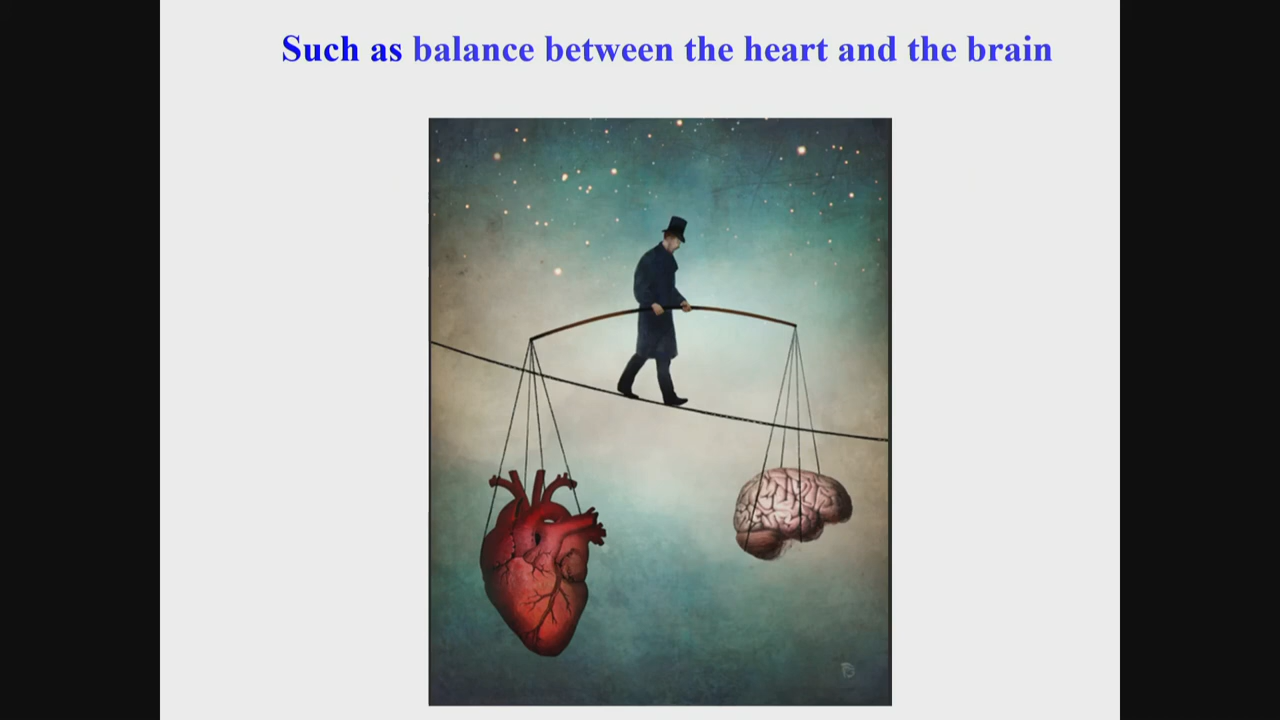 Such as balance between the heart and the brain